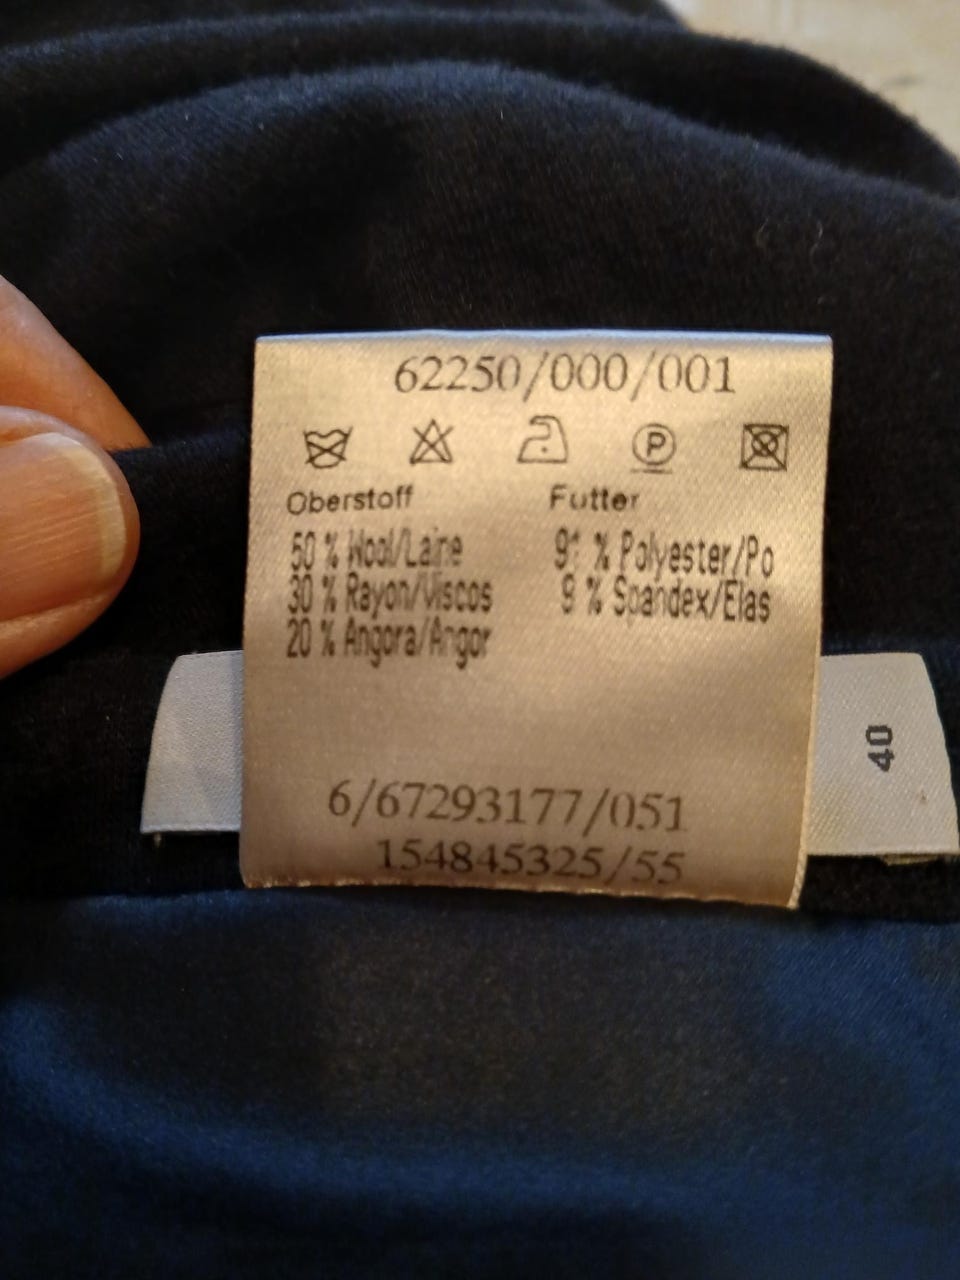 62250/000/001
P
Oberstoff Futter
50 % Wool/Laine 91 % Polyester/Po
30 % Rayon/Viscos 9 % Spandex/Elas
20 % Angora/Angor
40
6/67293177/051
154845325/55